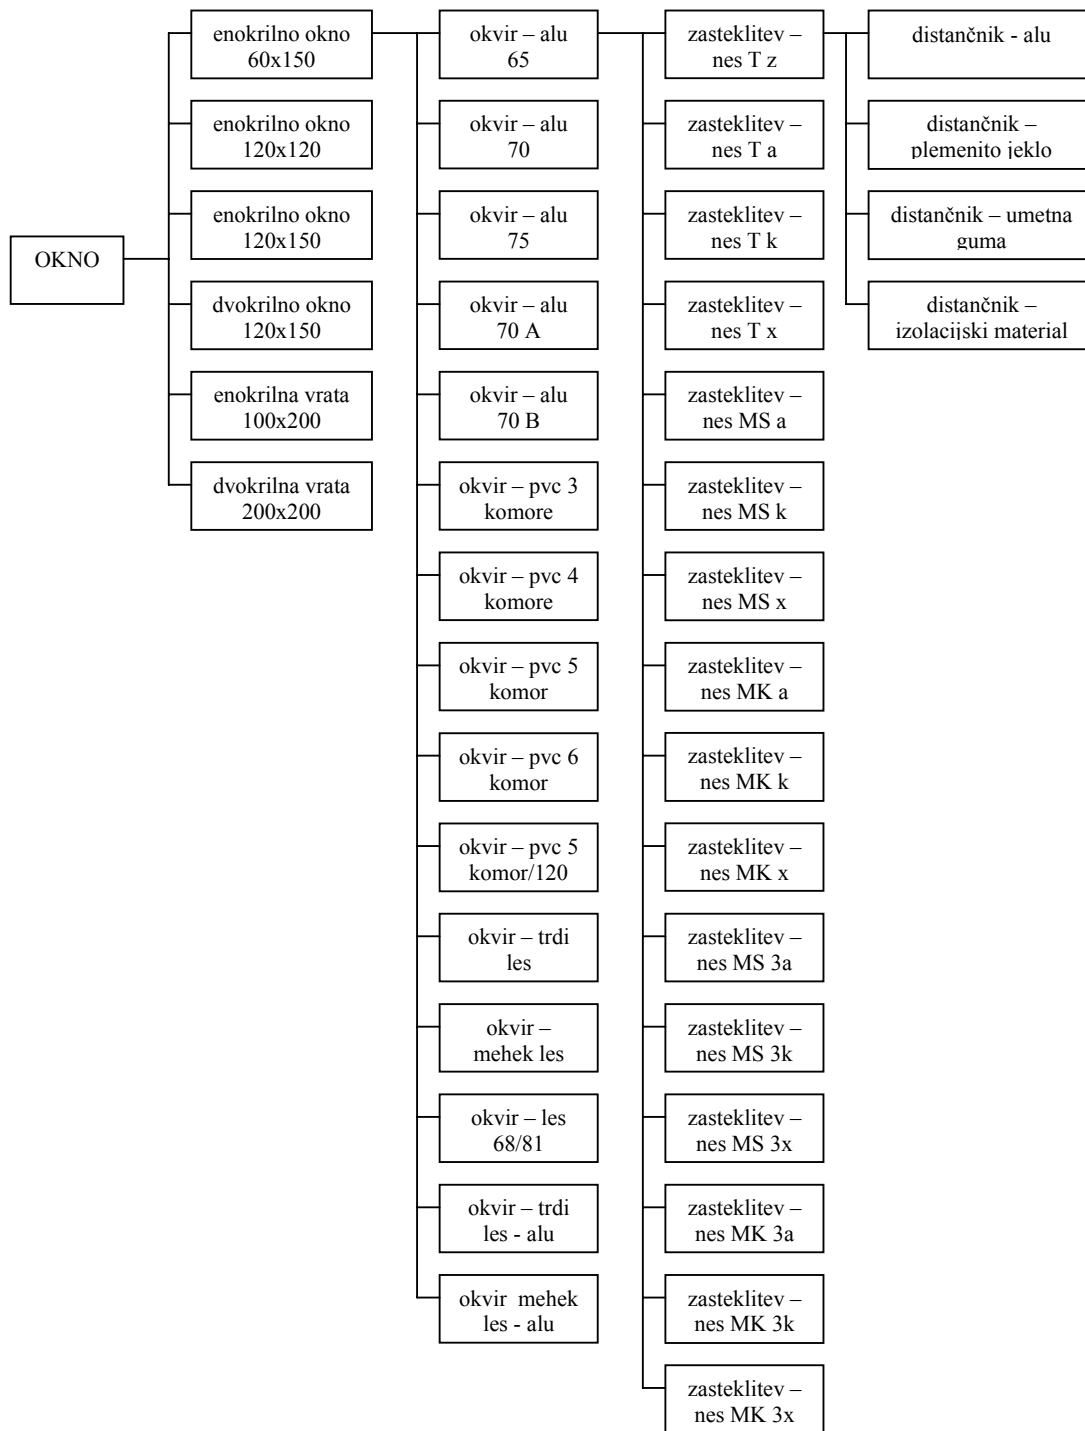 OKNO
enokrilno okno
60x150
enokrilno okno
120x120
enokrilno okno
120x150
dvokrilno okno
120x150
enokrilna vrata
100x200
dvokrilna vrata
200x200
okvir – alu
65
okvir – alu
70
okvir – alu
75
okvir – alu
70 A
okvir – alu
70 B
okvir – pvc 3
komore
okvir – pvc 4
komore
okvir – pvc 5
komor
okvir – pvc 6
komor
okvir – pvc 5
komor/120
okvir – trdi
les
okvir –
mehek les
okvir – les
68/81
okvir – trdi
les - alu
okvir  mehek
les - alu
zasteklitev –
nes T z
zasteklitev –
nes T a
zasteklitev –
nes T k
zasteklitev –
nes T x
zasteklitev –
nes MS a
zasteklitev –
nes MS k
zasteklitev –
nes MS x
zasteklitev –
nes MK a
zasteklitev –
nes MK k
zasteklitev –
nes MK x
zasteklitev –
nes MS 3a
zasteklitev –
nes MS 3k
zasteklitev –
nes MS 3x
zasteklitev –
nes MK 3a
zasteklitev –
nes MK 3k
zasteklitev –
nes MK 3x
distančnik - alu
distančnik –
plemenito jeklo
distančnik – umetna
guma
distančnik –
izolacijski material